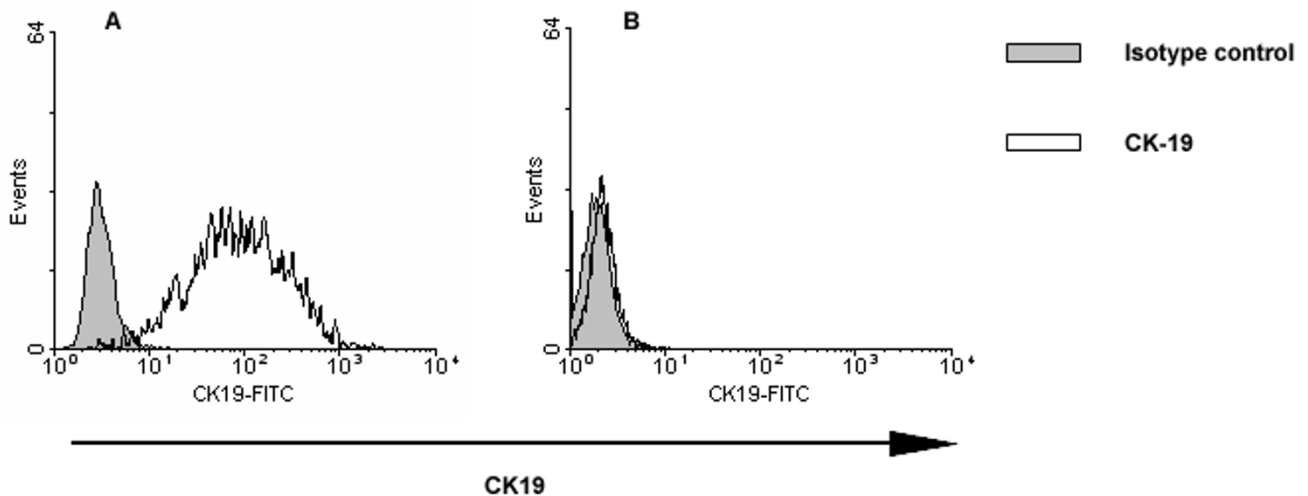 A
64
Events
0
10⁰ 10¹ 10² 10³ 10⁴
CK19-FITC
B
64
Events
0
10⁰ 10¹ 10² 10³ 10⁴
CK19-FITC
Isotype control
CK-19
CK19